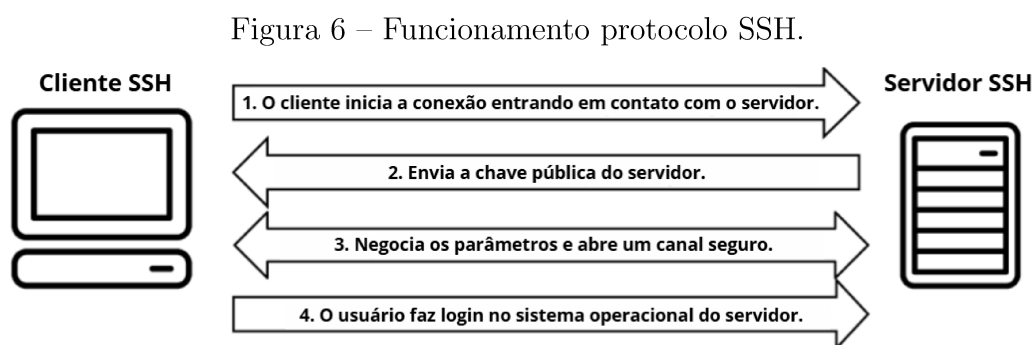 Figura 6 – Funcionamento protocolo SSH.
Cliente SSH
Servidor SSH
1. O cliente inicia a conexão entrando em contato com o servidor.
2. Envia a chave pública do servidor.
3. Negocia os parâmetros e abre um canal seguro.
4. O usuário faz login no sistema operacional do servidor.